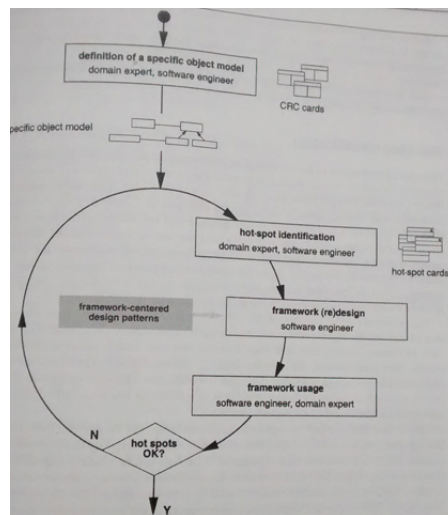 definition of a specific object model
domain expert, software engineer
CRC cards
pecific object model
hot-spot identification
domain expert, software engineer
hot-spot cards
framework-centered
design patterns
framework (re)design
software engineer
framework usage
software engineer, domain expert
N
hot spots
OK?
Y